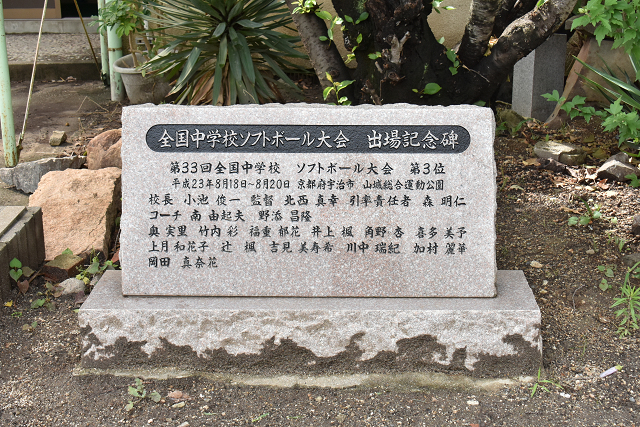 全国中学校ソフトボール大会 出場記念碑
第33回全国中学校 ソフトボール大会 第3位
平成23年8月18日~8月20日 京都府宇治市 山城総合運動公園
校長 小池 俊一 監督 北西 真幸 引率責任者 森 明仁
コーチ 南 由起夫 野添 昌隆
奥 実里 竹内 彩 福重 郁花 井上 楓 角野 杏 喜多 美予
上月 和花子 辻 楓 吉見 美寿希 川中 瑞紀 加村 麗華
岡田 真奈花